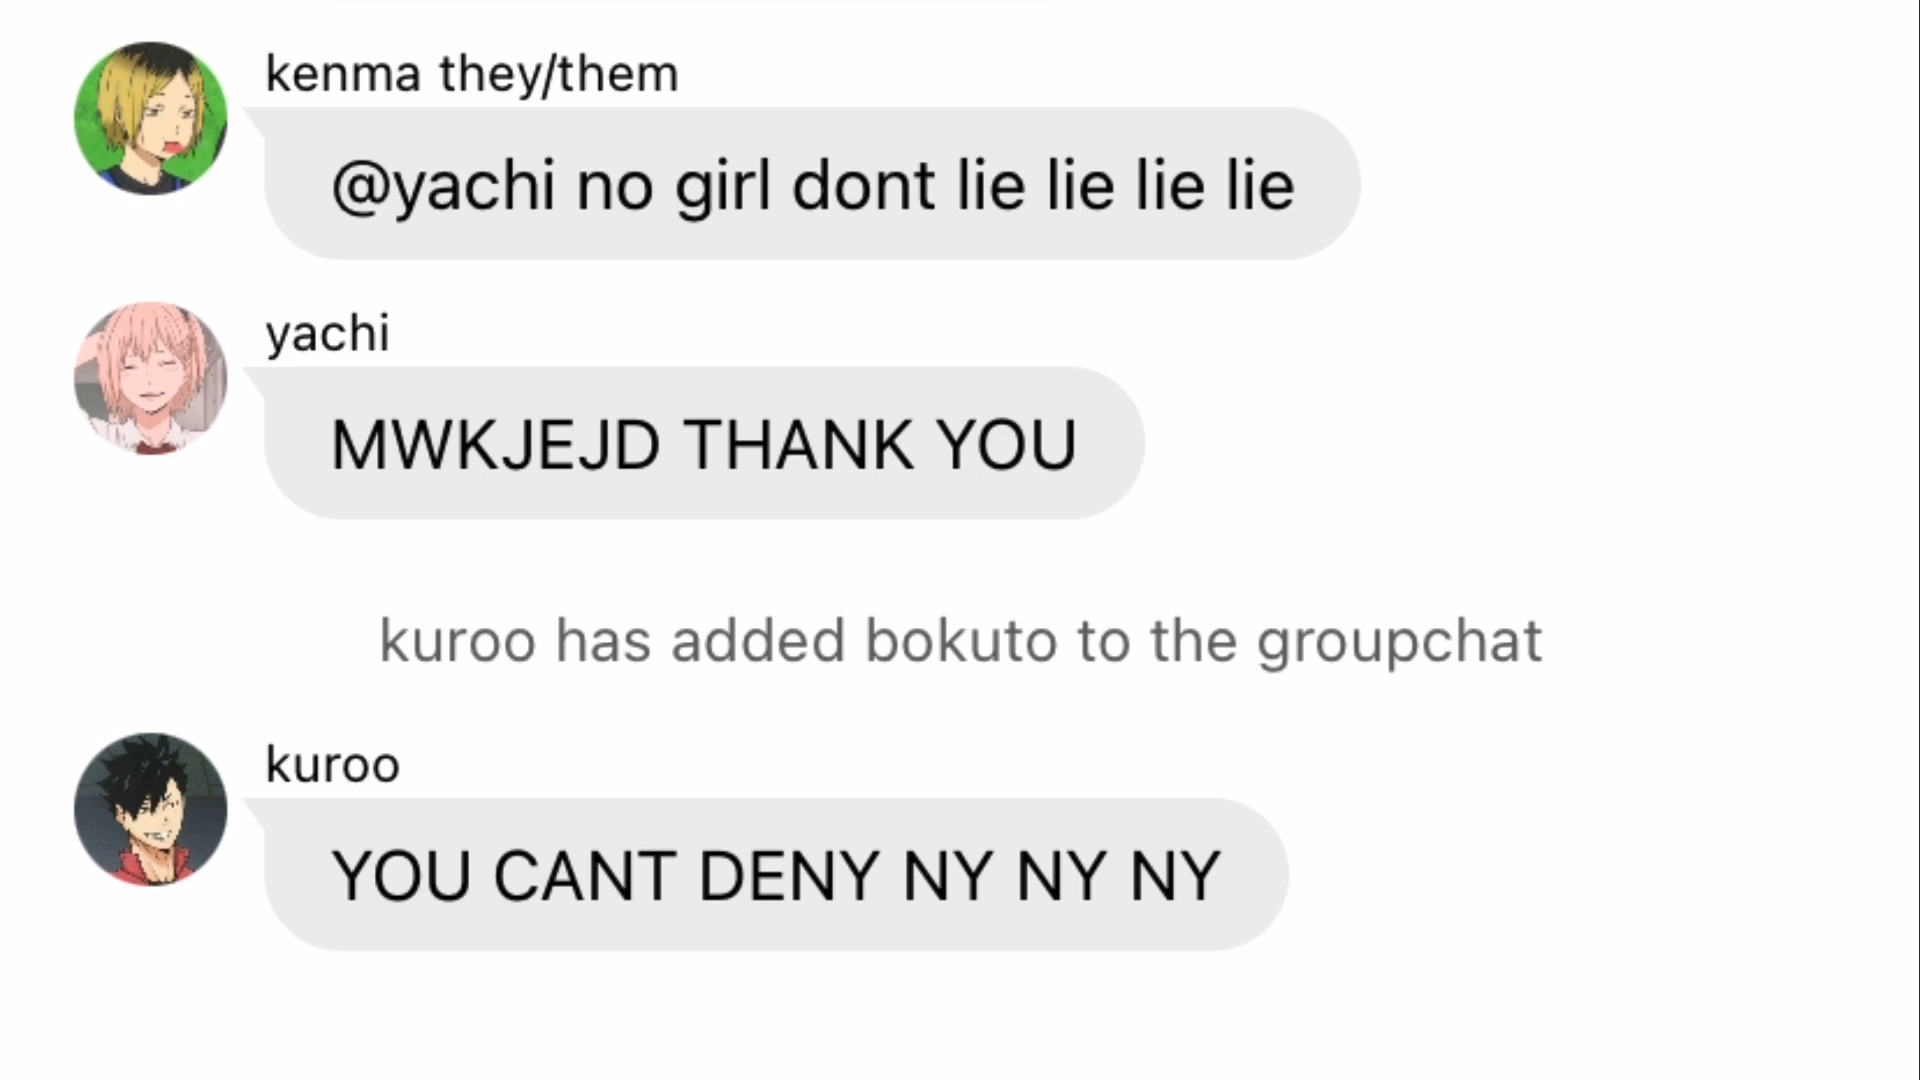 kenma they/them
@yachi no girl dont lie lie lie lie
yachi
MWKJEJD THANK YOU
kuroo has added bokuto to the groupchat
kuroo
YOU CANT DENY NY NY NY